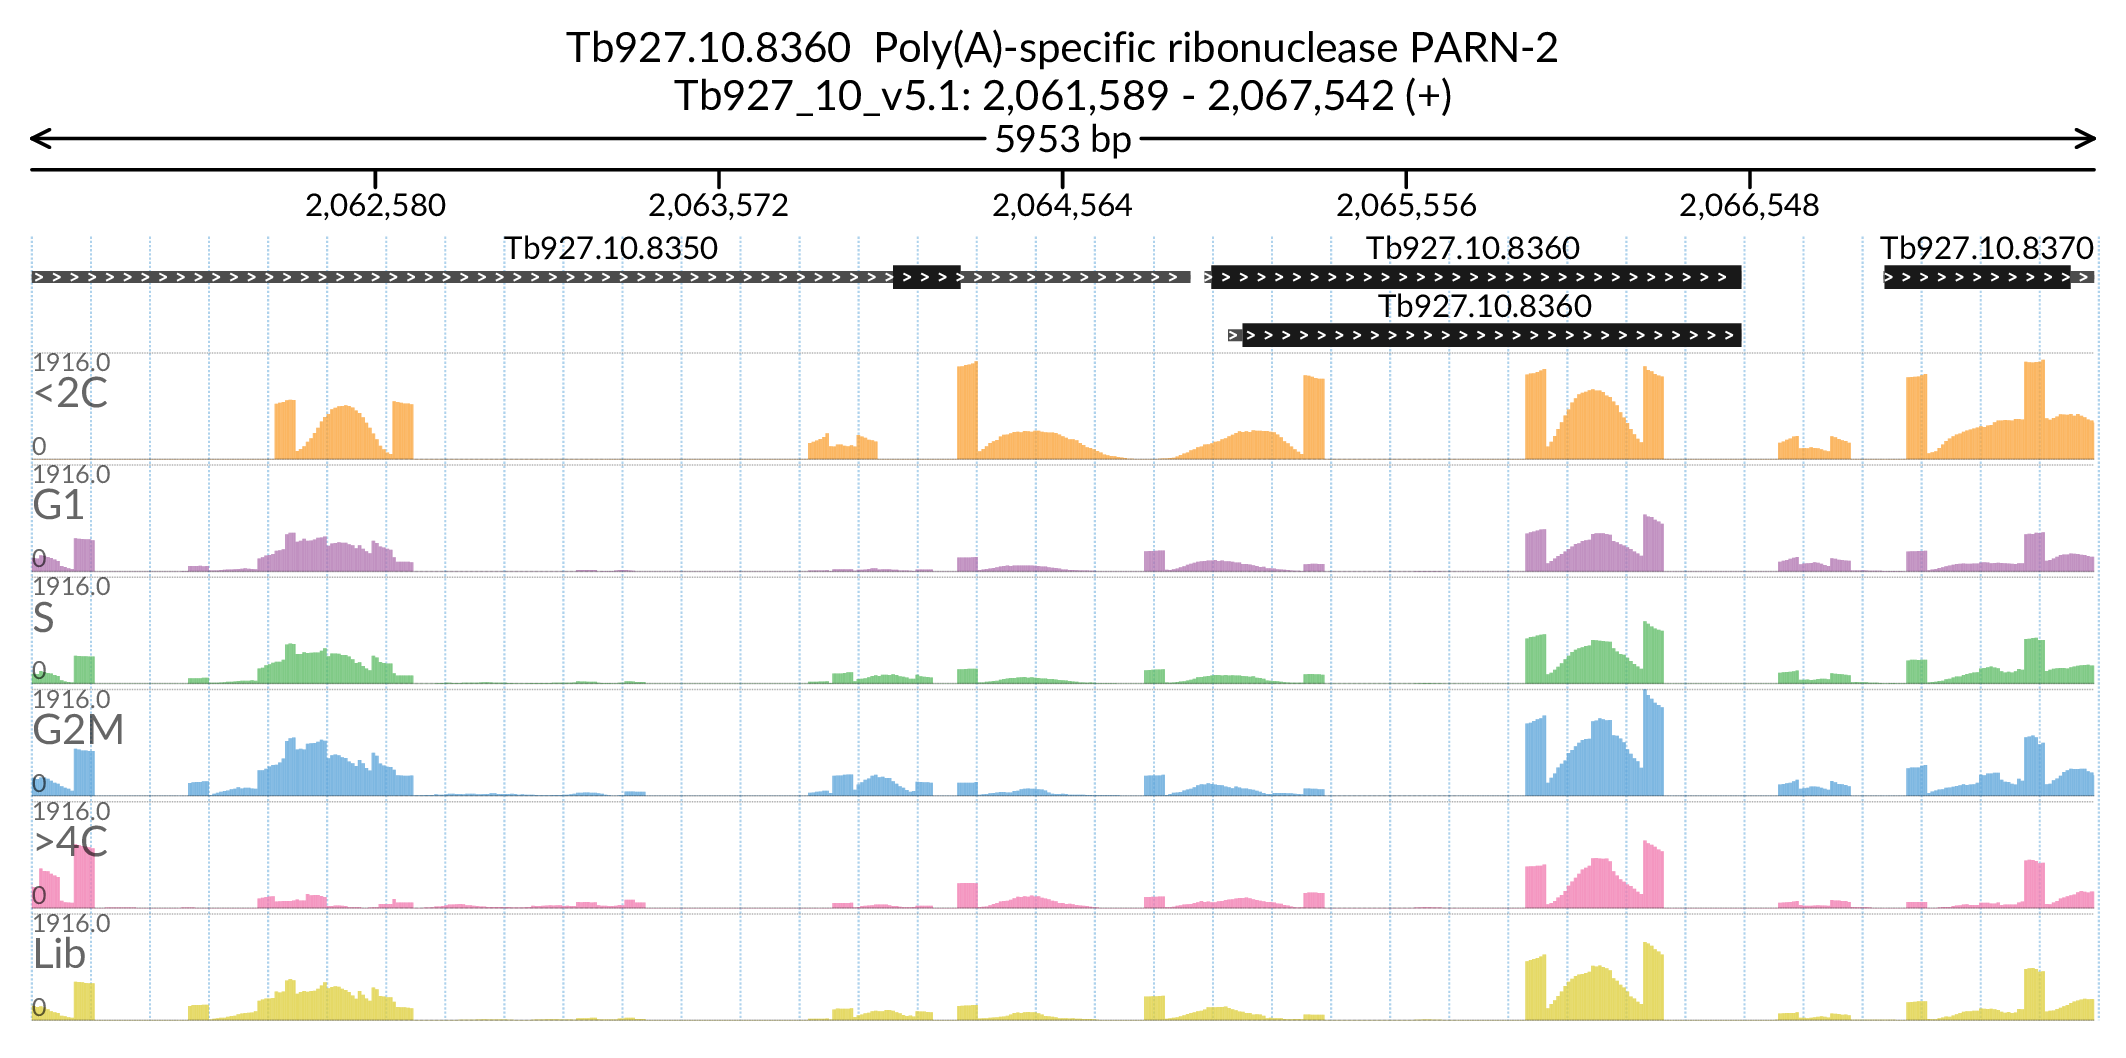 Tb927.10.8360  Poly(A)-specific ribonuclease PARN-2
Tb927_10_v5.1: 2,061,589 - 2,067,542 (+)
5953 bp
2,062,580 2,063,572 2,064,564 2,065,556 2,066,548
Tb927.10.8350 Tb927.10.8360 Tb927.10.8370
Tb927.10.8360
1916.0
<2C
0
1916.0
G1
0
1916.0
S
0
1916.0
G2M
0
1916.0
>4C
0
1916.0
Lib
0